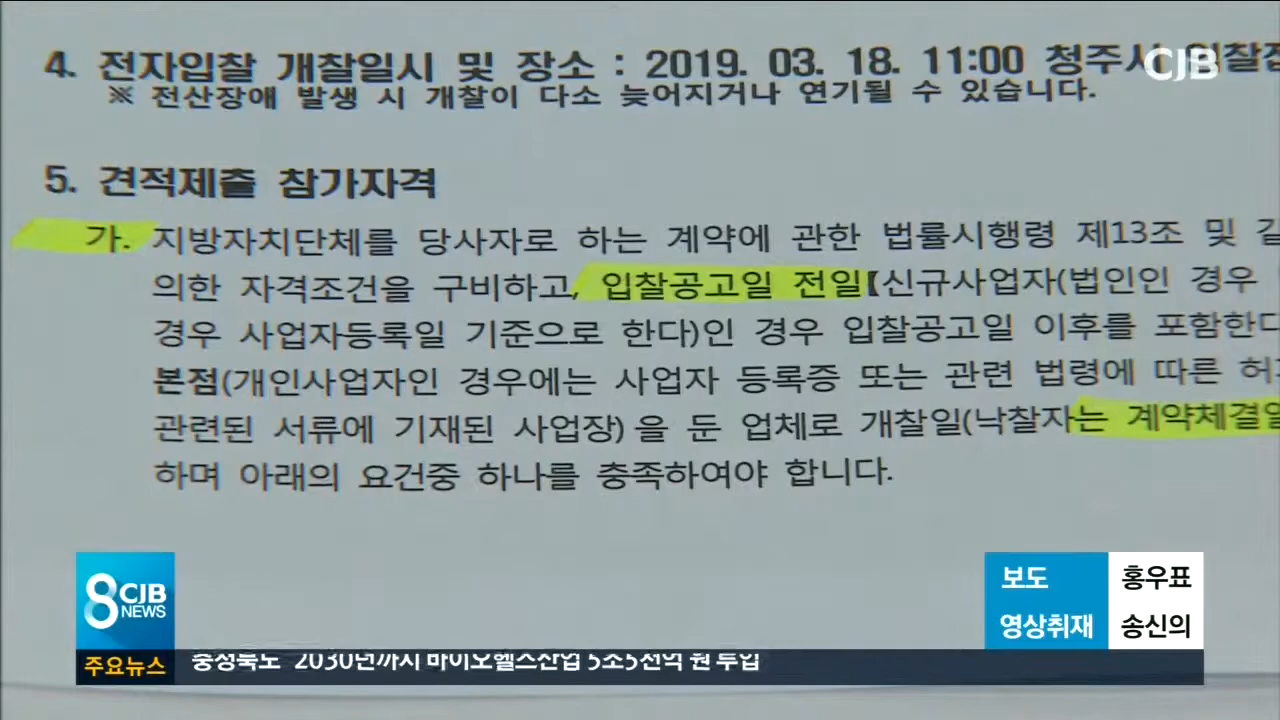 4. 전자입찰 개찰일시 및 장소 : 2019. 03. 18. 11:00 청주시 입찰집
CJB
※ 전산장애 발생 시 개찰이 다소 늦어지거나 연기될 수 있습니다.
5. 견적제출 참가자격
가. 지방자치단체를 당사자로 하는 계약에 관한 법률시행령 제13조 및 같
의한 자격조건을 구비하고, 입찰공고일 전일【신규사업자(법인인 경우
경우 사업자등록일 기준으로 한다)인 경우 입찰공고일 이후를 포함한다
본점(개인사업자인 경우에는 사업자 등록증 또는 관련 법령에 따른 허
관련된 서류에 기재된 사업장)을 둔 업체로 개찰일(낙찰자는 계약체결일
하며 아래의 요건중 하나를 충족하여야 합니다.
8 CJB NEWS
보도 홍우표
영상취재 송신의
주요뉴스 충청북도 2030년까지 바이오헬스산업 5조5천억 원 투입